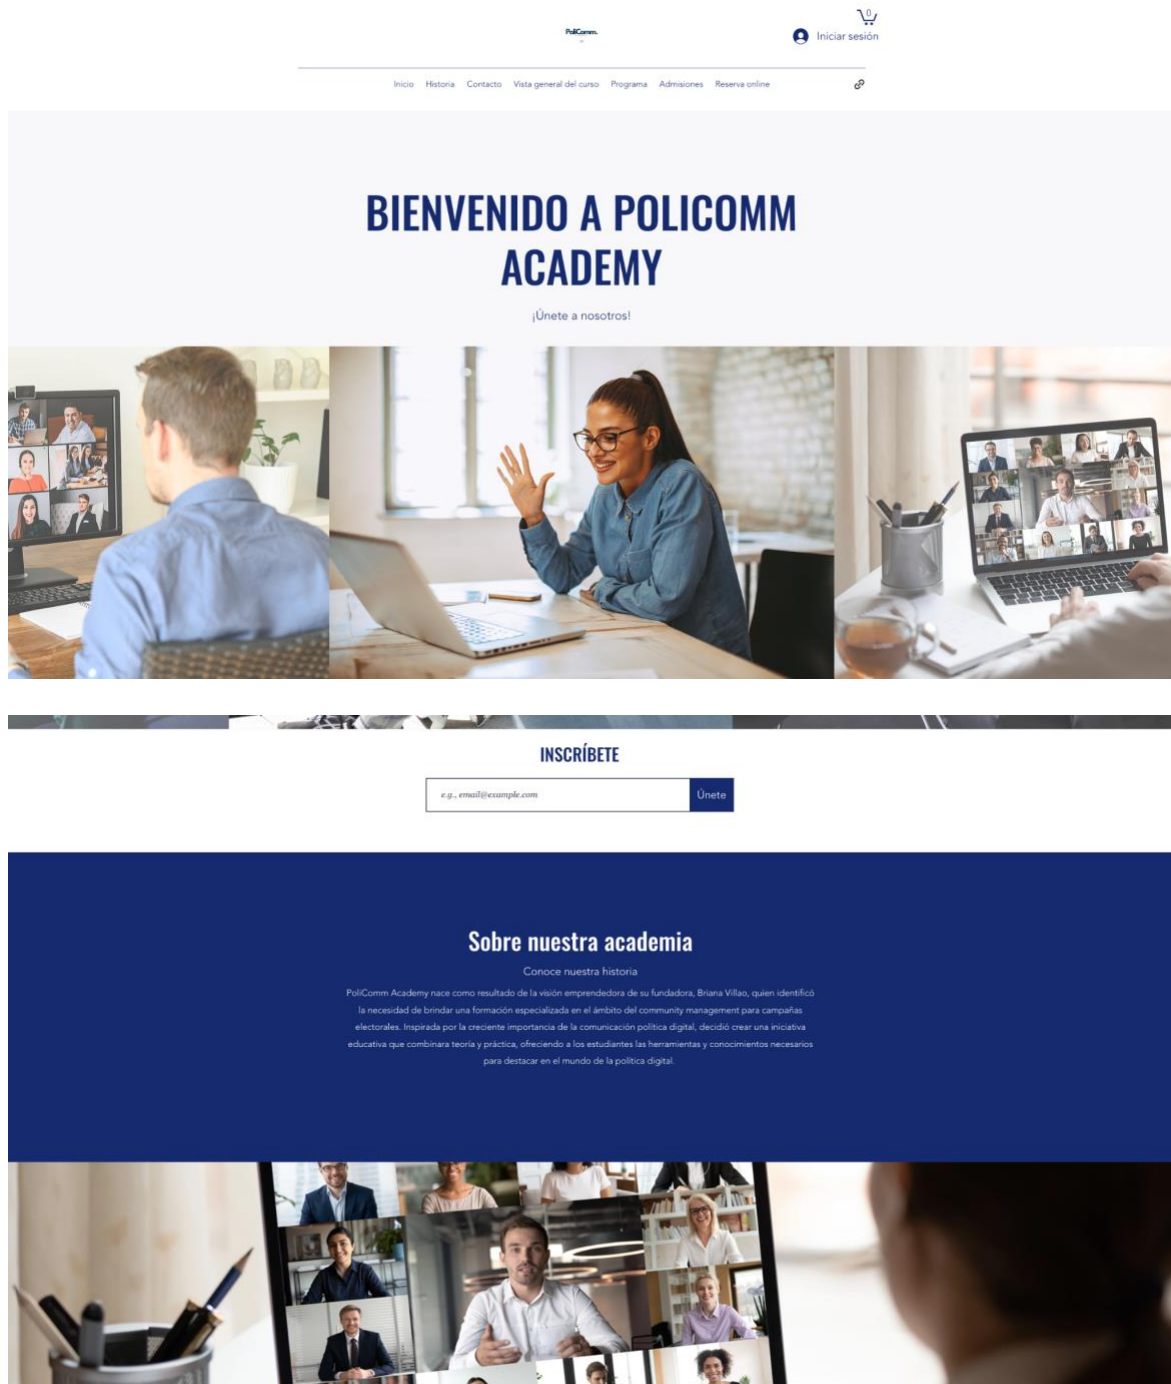 0
PoliComm.
Iniciar sesión
Inicio Historia Contacto Vista general del curso Programa Admisiones Reserva online
BIENVENIDO A POLICOMM
ACADEMY
¡Únete a nosotros!
INSCRÍBETE
e.g., email@example.com Únete
Sobre nuestra academia
Conoce nuestra historia
PoliComm Academy nace como resultado de la visión emprendedora de su fundadora, Briana Villao, quien identificó
la necesidad de brindar una formación especializada en el ámbito del community management para campañas
electorales. Inspirada por la creciente importancia de la comunicación política digital, decidió crear una iniciativa
educativa que combinara teoría y práctica, ofreciendo a los estudiantes las herramientas y conocimientos necesarios
para destacar en el mundo de la política digital.